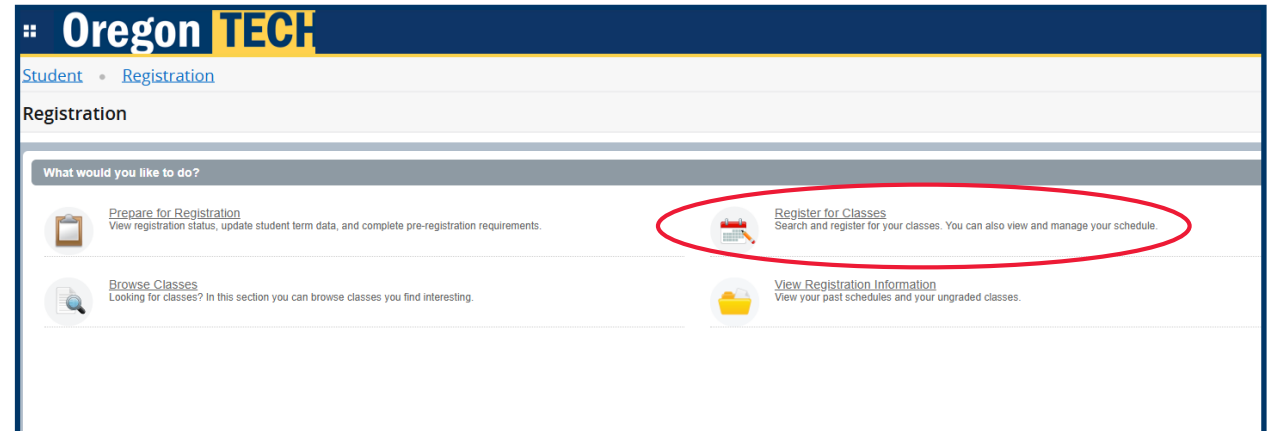 Oregon TECH
Student • Registration
Registration
What would you like to do?
Prepare for Registration
View registration status, update student term data, and complete pre-registration requirements.
Register for Classes
Search and register for your classes. You can also view and manage your schedule.
Browse Classes
Looking for classes? In this section you can browse classes you find interesting.
View Registration Information
View your past schedules and your ungraded classes.